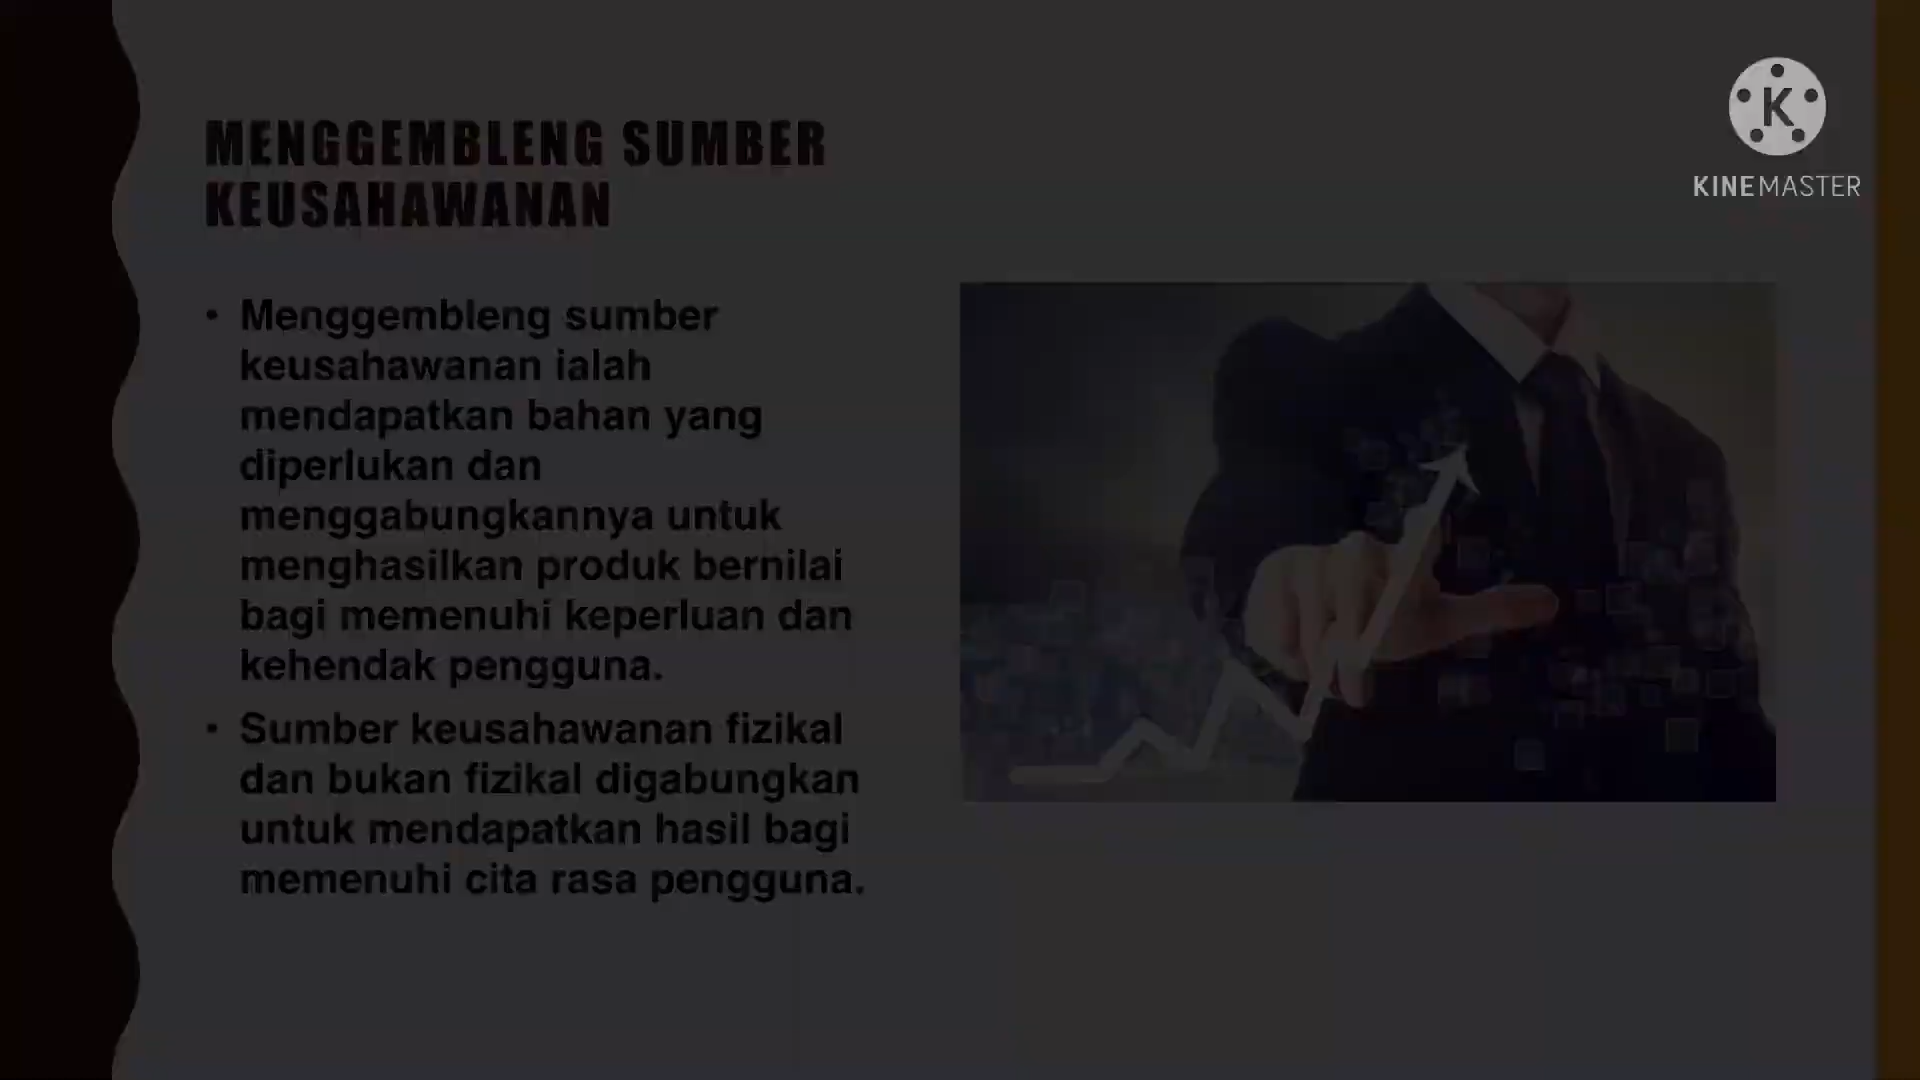 MENGGEMBLENG SUMBER
KEUSAHAWANAN
• Menggembleng sumber
keusahawanan ialah
mendapatkan bahan yang
diperlukan dan
menggabungkannya untuk
menghasilkan produk bernilai
bagi memenuhi keperluan dan
kehendak pengguna.
• Sumber keusahawanan fizikal
dan bukan fizikal digabungkan
untuk mendapatkan hasil bagi
memenuhi cita rasa pengguna.
K
KINEMASTER